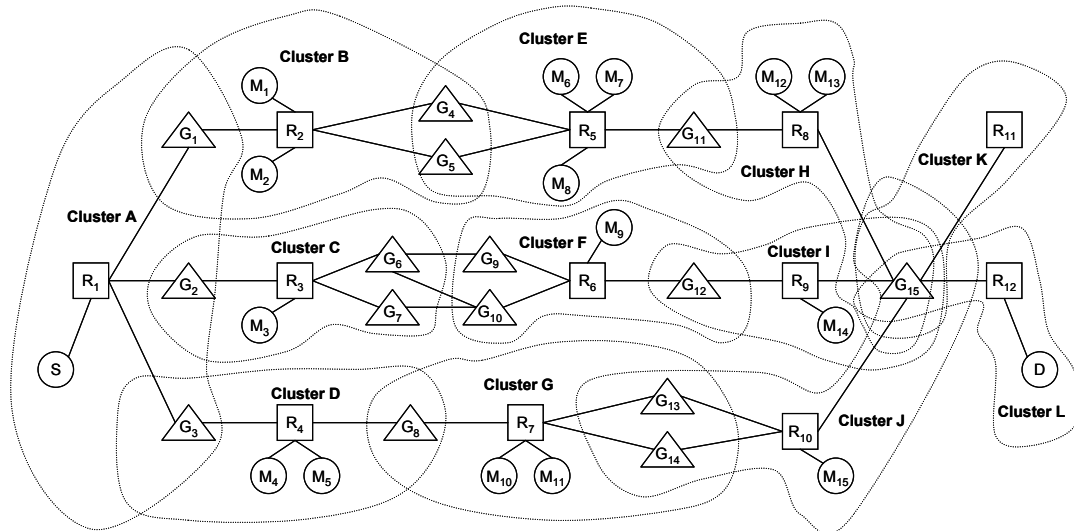 Cluster E
Cluster B
M₁
M₆
M₇
M₁₂
M₁₃
G₁
R₂
G₄
G₅
R₅
G₁₁
R₈
R₁₁
M₂
M₈
Cluster K
Cluster H
Cluster A
Cluster C
Cluster F
M₉
Cluster I
R₁
G₂
R₃
G₆
G₇
G₉
G₁₀
R₆
G₁₂
R₉
G₁₅
R₁₂
M₃
M₁₄
S
D
Cluster D
Cluster G
Cluster J
Cluster L
G₃
R₄
G₈
R₇
G₁₃
G₁₄
R₁₀
M₄
M₅
M₁₀
M₁₁
M₁₅